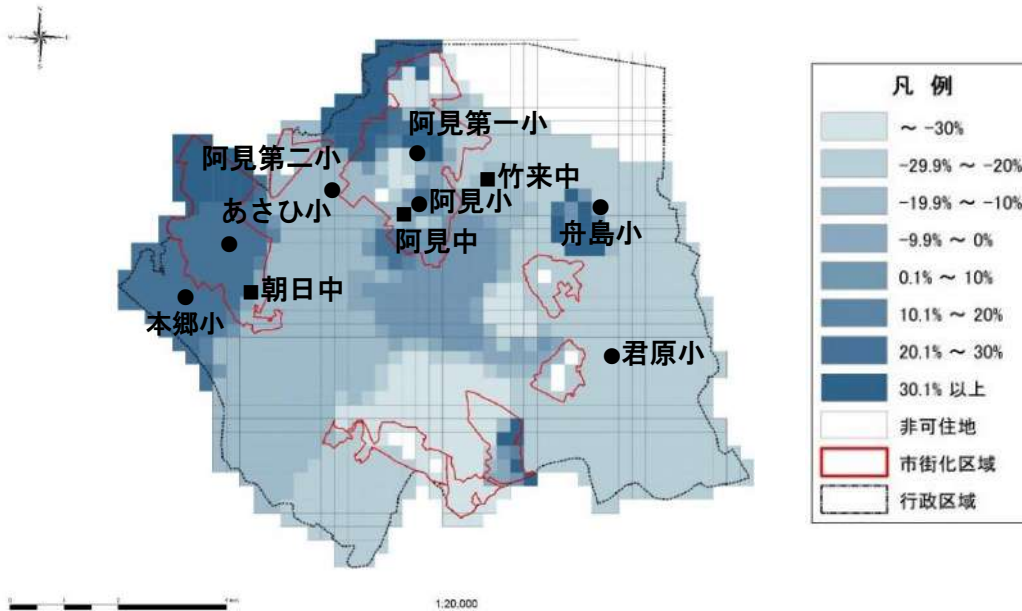 N
W
E
S
阿見第一小
阿見第二小
竹来中
あさひ小
阿見小
舟島小
阿見中
朝日中
本郷小
君原小
凡 例
～ -30%
-29.9% ～ -20%
-19.9% ～ -10%
-9.9% ～ 0%
0.1% ～ 10%
10.1% ～ 20%
20.1% ～ 30%
30.1% 以上
非可住地
市街化区域
行政区域
1:20,000